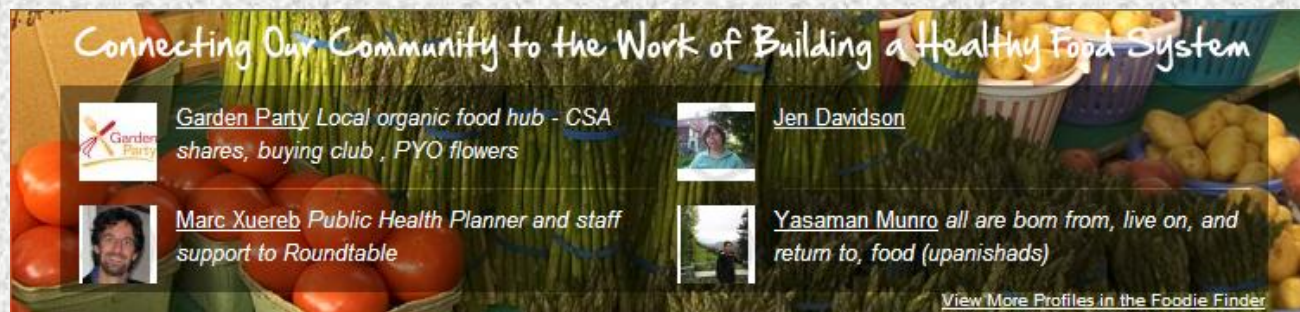 Connecting Our Community to the Work of Building a Healthy Food System
Garden Party
Garden Party Local organic food hub - CSA
shares, buying club , PYO flowers
Jen Davidson
Marc Xuereb Public Health Planner and staff
support to Roundtable
Yasaman Munro all are born from, live on, and
return to, food (upanishads)
View More Profiles in the Foodie Finder